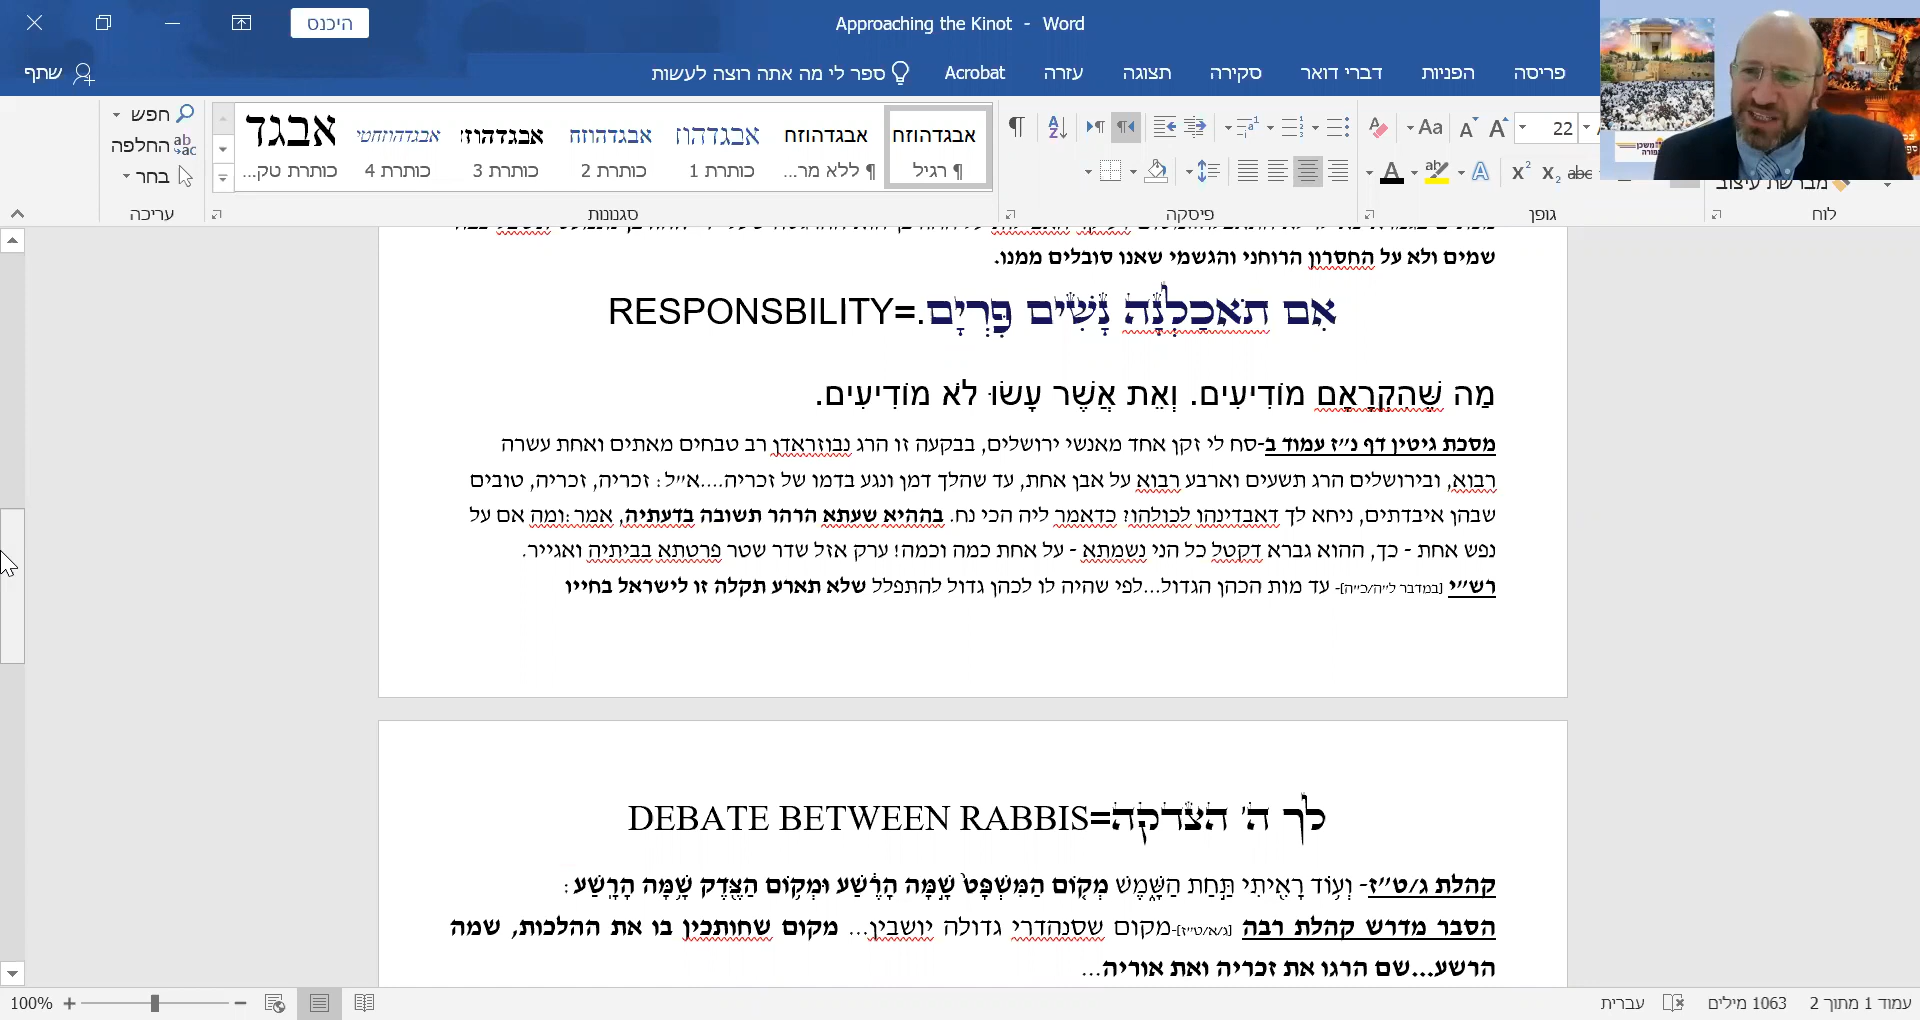 היכנס
Approaching the Kinot - Word
שתף
ספר לי מה אתה רוצה לעשות
Acrobat
עזרה
תצוגה
סקירה
דברי דואר
הפניות
פריסה
חפש
החלפה
בחר
עריכה
אבגד
כותרת טק...
אבגדהוזחטי
כותרת 4
אבגדהוזו
כותרת 3
אבגדהוזח
כותרת 2
אבגדהוז
כותרת 1
אבגדהוזח
¶ ללא מר...
אבגדהוזח
¶ רגיל
סגנונות
22
פיסקה
גופן
מברשת עיצוב
לוח
שמים ולא על החסרון הרוחני והגשמי שאנו סובלים ממנו.
אִם תֹּאכַלְנָה נָשִׁים פִּרְיָם.=RESPONSBILITY
מַה שֶּׁהִקְרָאָם מוֹדִיעִים. וְאֵת אֲשֶׁר עָשׂוּ לֹא מוֹדִיעִים.
מסכת גיטין דף נ"ז עמוד ב-סח לי זקן אחד מאנשי ירושלים, בבקעה זו הרג נבוזראדן רב טבחים מאתים ואחת עשרה
רבוא, ובירושלים הרג תשעים וארבע רבוא על אבן אחת, עד שהלך דמן ונגע בדמו של זכריה....א"ל: זכריה, זכריה, טובים
שבהן איבדתים, ניחא לך דאבדינהו לכולהו? כדאמר ליה הכי נח. בההיא שעתא הרהר תשובה בדעתיה, אמר: ומה אם על
נפש אחת - כך, ההוא גברא דקטל כל הני נשמתא - על אחת כמה וכמה! ערק אזל שדר שטר פרטתא בביתיה ואגייר.
רש"י [במדבר ל"ה/כ"ה]- עד מות הכהן הגדול...לפי שהיה לו לכהן גדול להתפלל שלא תארע תקלה זו לישראל בחייו
לך ה' הצדקה=DEBATE BETWEEN RABBIS
קהלת ג/ט"ז- וְעוֹד רָאִיתִי תַּחַת הַשָּׁמֶשׁ מְקוֹם הַמִּשְׁפָּט שָׁמָּה הָרֶשַׁע וּמְקוֹם הַצֶּדֶק שָׁמָּה הָרָשַׁע:
הסבר מדרש קהלת רבה [ג/א/ט"ז]-מקום שסנהדרי גדולה יושבין... מקום שחותכין בו את ההלכות, שמה
הרשע...שם הרגו את זכריה ואת אוריה...
100%
עברית
1063 מילים
עמוד 1 מתוך 2